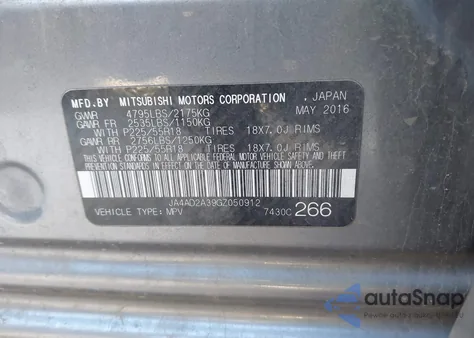 MFD.BY MITSUBISHI MOTORS CORPORATION , JAPAN
GVWR 4795LBS/2175KG MAY 2016
GAWR FR 2535LBS/1150KG
WITH P225/55R18 TIRES 18X7.0J RIMS
GAWR RR 2756LBS/1250KG
WITH P225/55R18 TIRES 18X7.0J RIMS
THIS VEHICLE CONFORMS TO ALL APPLICABLE FEDERAL MOTOR VEHICLE SAFETY AND
THEFT PREVENTION STANDARDS IN EFFECT ON THE DATE OF MANUFACTURE SHOWN ABOVE.
JA4AD2A39GZ050912
VEHICLE TYPE: MPV 7430C 266
autoSnap